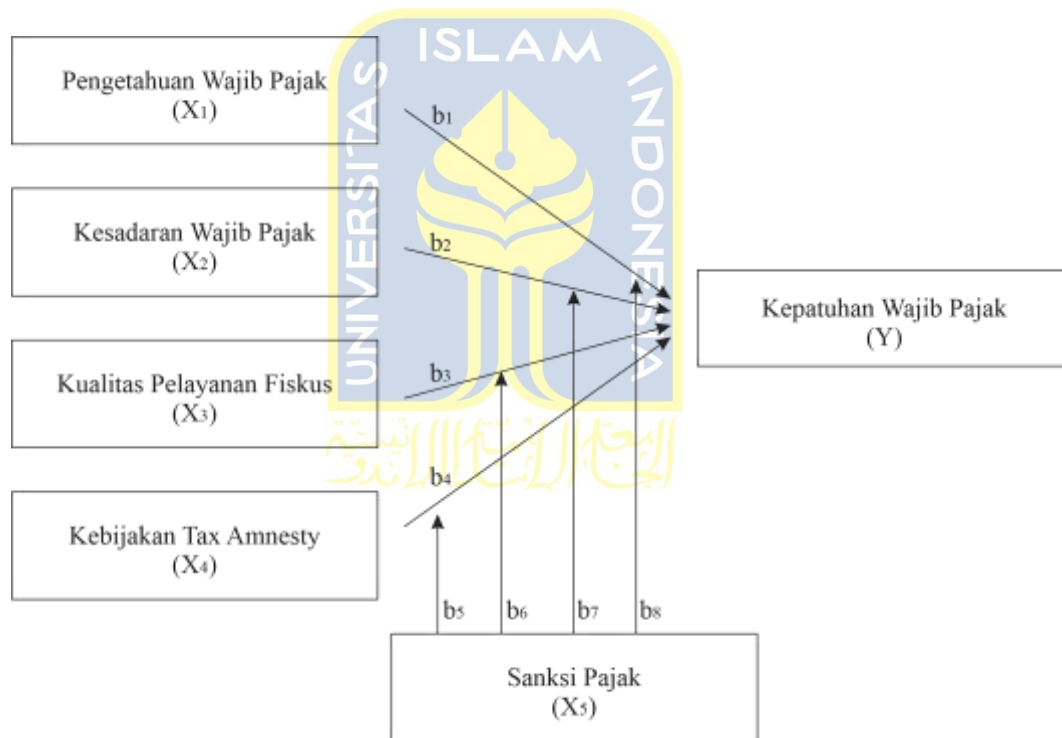 UNIVERSITAS ISLAM INDONESIA
Pengetahuan Wajib Pajak
(X1)
b1
Kesadaran Wajib Pajak
(X2)
b2
Kepatuhan Wajib Pajak
(Y)
Kualitas Pelayanan Fiskus
(X3)
b3
b4
Kebijakan Tax Amnesty
(X4)
b5 b6 b7 b8
Sanksi Pajak
(X5)